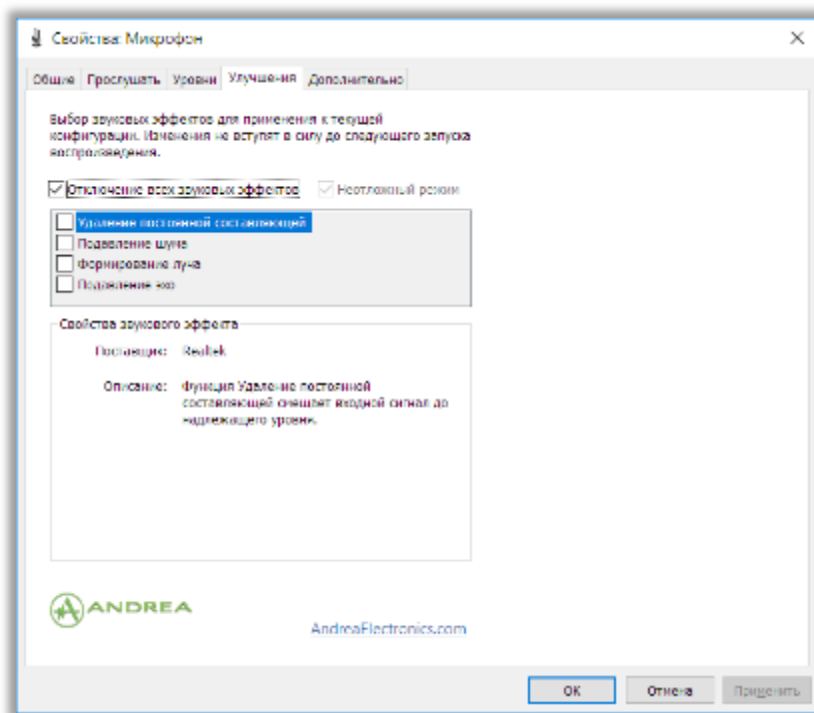 Свойства: Микрофон
Общие Прослушать Уровни Улучшения Дополнительно
Выбор звуковых эффектов для применения к текущей
конфигурации. Изменения не вступят в силу до следующего запуска
воспроизведения.
Отключение всех звуковых эффектов Неотложный режим
Удаление постоянной составляющей
Подавление шума
Формирование луча
Подавление эхо
Свойства звукового эффекта
Поставщик: Realtek
Описание: Функция Удаление постоянной
составляющей смещает входной сигнал до
надлежащего уровня.
ANDREA
AndreaElectronics.com
ОК Отмена Применить